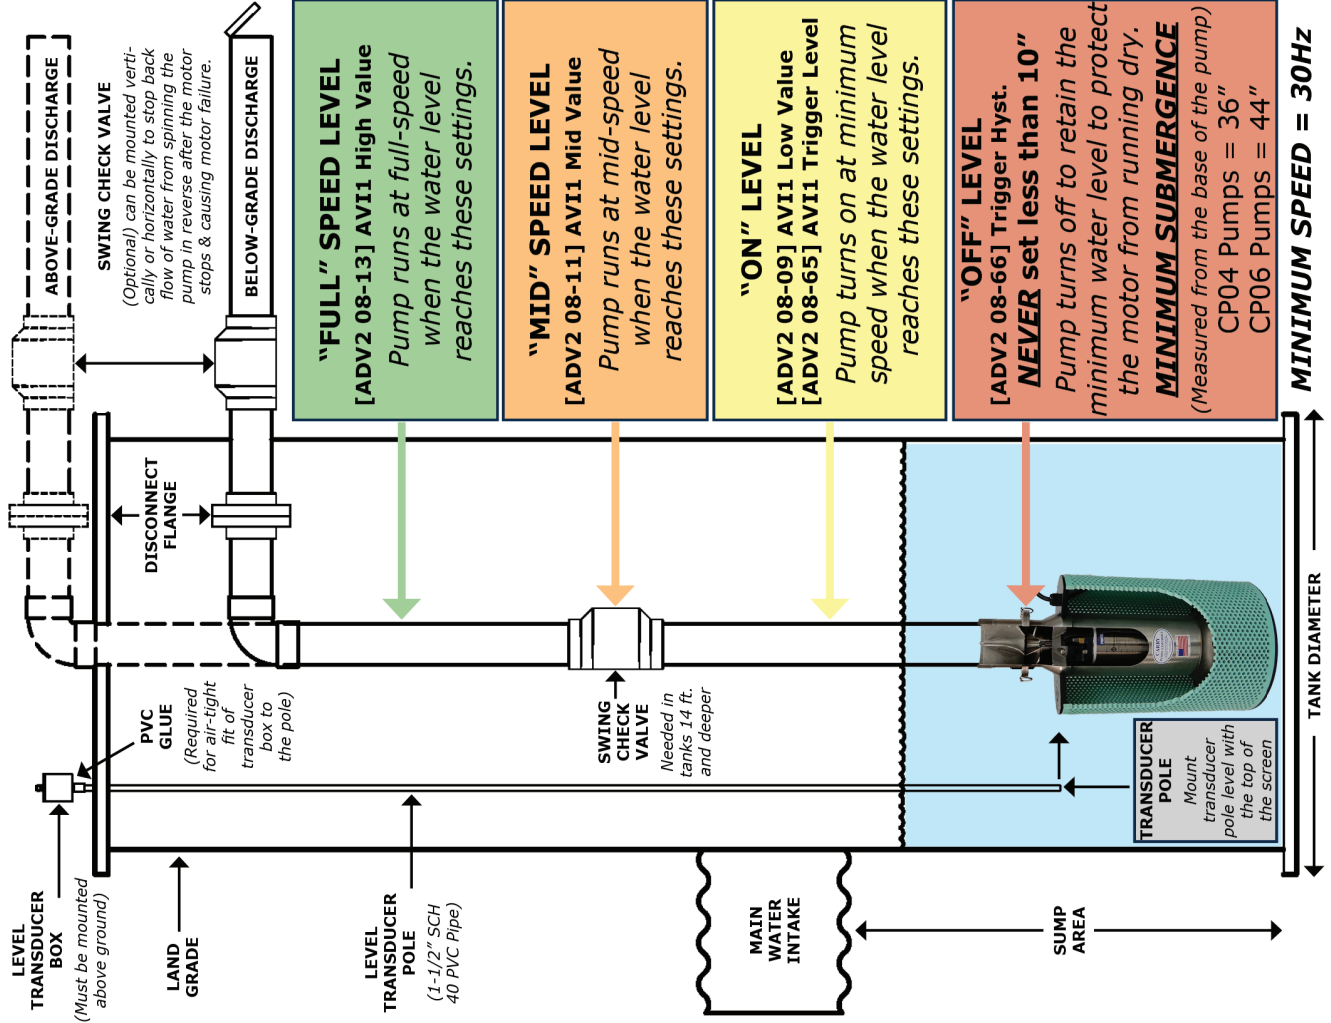 ABOVE-GRADE DISCHARGE
SWING CHECK VALVE
(Optional) can be mounted verti-
cally or horizontally to stop back
flow of water from spinning the
pump in reverse after the motor
stops & causing motor failure.
BELOW-GRADE DISCHARGE
"FULL" SPEED LEVEL
[ADV2 08-13] AV11 High Value
Pump runs at full-speed
when the water level
reaches these settings.
"MID" SPEED LEVEL
[ADV2 08-11] AV11 Mid Value
Pump runs at mid-speed
when the water level
reaches these settings.
"ON" LEVEL
[ADV2 08-09] AVI1 Low Value
[ADV2 08-65] AVI1 Trigger Level
Pump turns on at minimum
speed when the water level
reaches these settings.
"OFF" LEVEL
[ADV2 08-66] Trigger Hyst.
NEVER set less than 10"
Pump turns off to retain the
minimum water level to protect
the motor from running dry.
MINIMUM SUBMERGENCE
(Measured from the base of the pump)
CP04 Pumps = 36"
CP06 Pumps = 44"
MINIMUM SPEED = 30Hz
DISCONNECT
FLANGE
PVC
GLUE
(Required
for air-tight
fit of
transducer
box to
the pole)
SWING
CHECK
VALVE
Needed in
tanks 14 ft.
and deeper
TRANSDUCER
POLE
Mount
transducer
pole level with
the top of
the screen
TANK DIAMETER
LEVEL
TRANSDUCER
BOX
(Must be mounted
above ground)
LAND
GRADE
LEVEL
TRANSDUCER
POLE
(1-1/2" SCH
40 PVC Pipe)
MAIN
WATER
INTAKE
SUMP
AREA